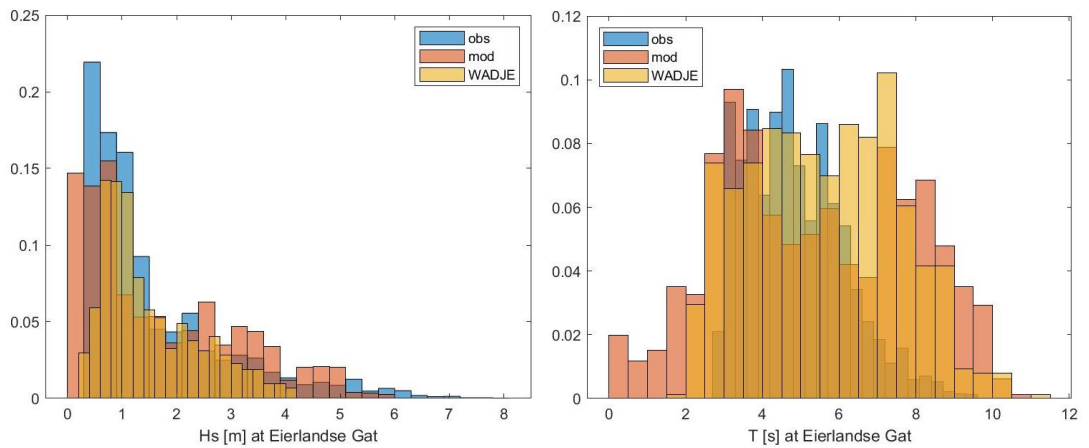 0.25
0.2
0.15
0.1
0.05
0
0 1 2 3 4 5 6 7 8
Hs [m] at Eierlandse Gat
obs
mod
WADJE
0.12
0.1
0.08
0.06
0.04
0.02
0
0 2 4 6 8 10 12
T [s] at Eierlandse Gat
obs
mod
WADJE